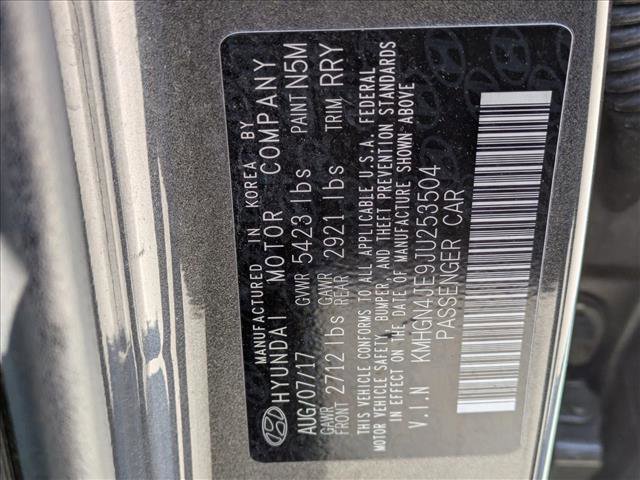 MANUFACTURED IN KOREA BY
HYUNDAI MOTOR COMPANY
AUG/07/17 GVWR 5423 lbs PAINT N5M
GAWR FRONT 2712 lbs GAWR REAR 2921 lbs TRIM RRY
THIS VEHICLE CONFORMS TO ALL APPLICABLE U.S.A. FEDERAL
MOTOR VEHICLE SAFETY, BUMPER, AND THEFT PREVENTION STANDARDS
IN EFFECT ON THE DATE OF MANUFACTURE SHOWN ABOVE
V.I.N KMHGN4JE9JU253504
PASSENGER CAR